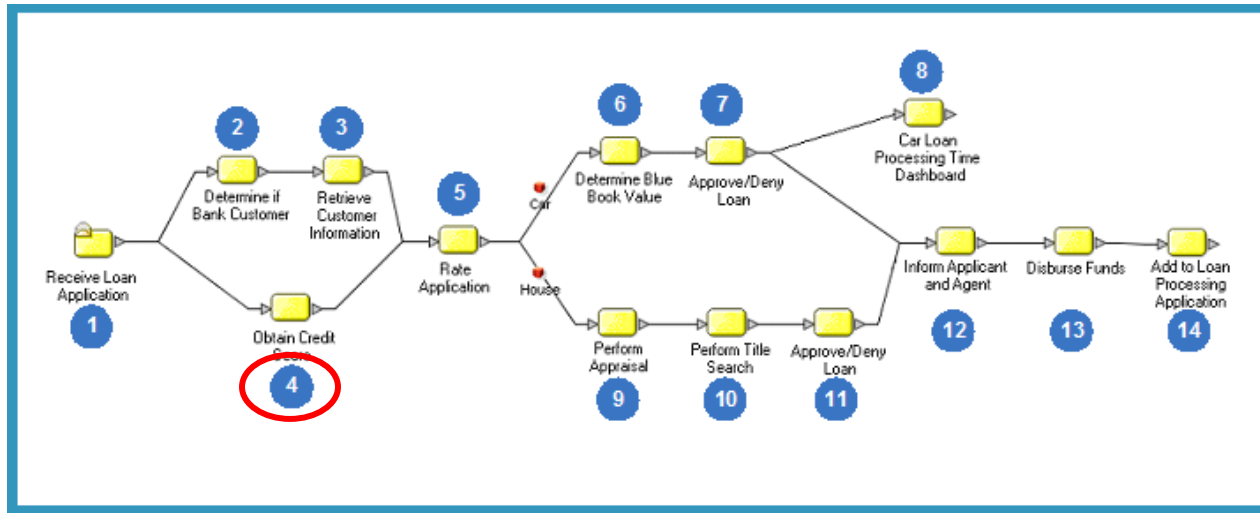 8
6
7
2
3
Car Loan
Processing Time
Dashboard
Determine Blue
Book Value
Approve/Deny
Loan
5
Determine if
Bank Customer
Retrieve
Customer
Information
Car
Receive Loan
Application
1
Rate
Application
House
Inform Applicant
and Agent
Disburse Funds
Add to Loan
Processing
Application
12
13
14
Obtain Credit
Score
4
Perform
Appraisal
Perform Title
Search
Approve/Deny
Loan
9
10
11